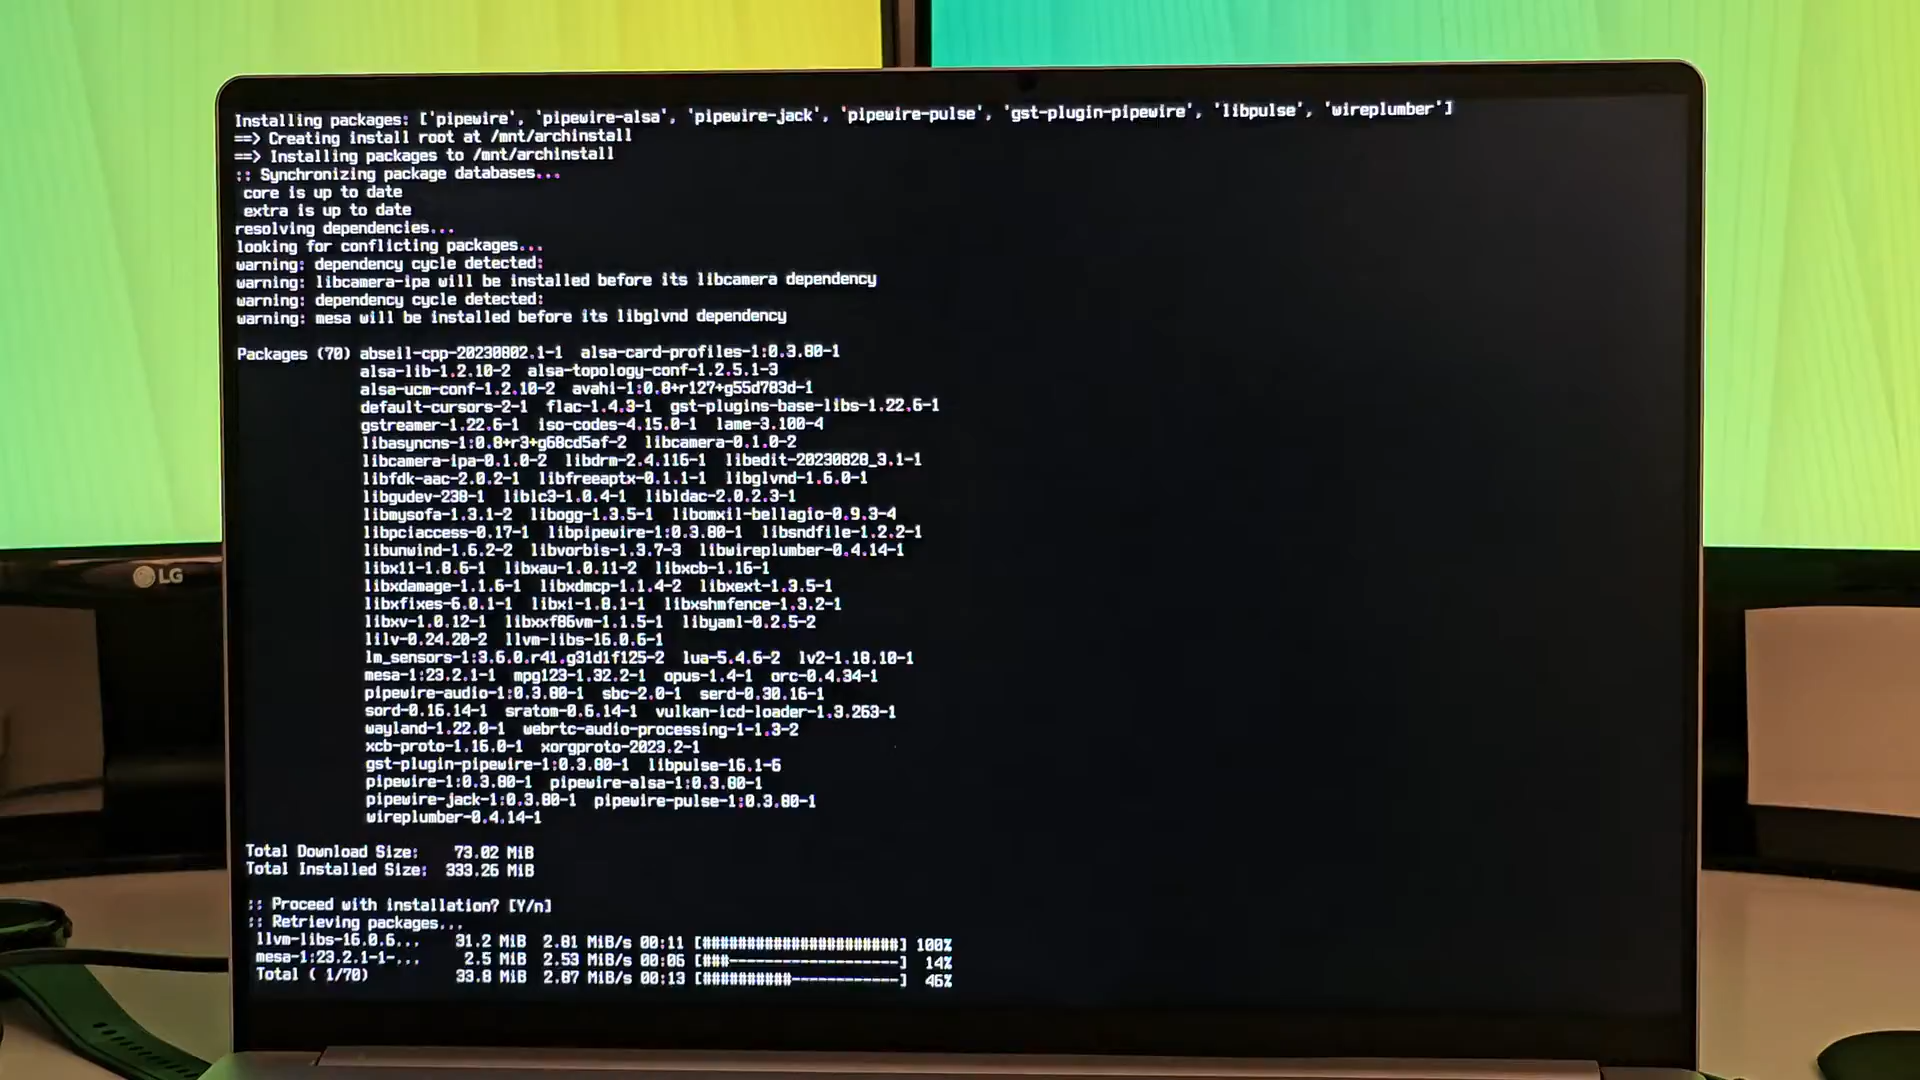 Installing packages: ['pipewire', 'pipewire-alsa', 'pipewire-jack', 'pipewire-pulse', 'gst-plugin-pipewire', 'libpulse', 'wireplumber']
==> Creating install root at /mnt/archinstall
==> Installing packages to /mnt/archinstall
:: Synchronizing package databases...
core is up to date
extra is up to date
resolving dependencies...
looking for conflicting packages...
warning: dependency cycle detected:
warning: libcamera-ipa will be installed before its libcamera dependency
warning: dependency cycle detected:
warning: mesa will be installed before its libglvnd dependency
Packages (70) abseil-cpp-20230802.1-1 alsa-card-profiles-1:0.3.80-1
alsa-lib-1.2.10-2 alsa-topology-conf-1.2.5.1-3
alsa-ucm-conf-1.2.10-2 avahi-1:0.8+r127+g55d783d-1
default-cursors-2-1 flac-1.4.3-1 gst-plugins-base-libs-1.22.6-1
gstreamer-1.22.6-1 iso-codes-4.15.0-1 lame-3.100-4
libasyncns-1:0.8+r3+g68cd5af-2 libcamera-0.1.0-2
libcamera-ipa-0.1.0-2 libdrm-2.4.116-1 libedit-20230828_3.1-1
libfdk-aac-2.0.2-1 libfreeaptx-0.1.1-1 libglvnd-1.6.0-1
libgudev-238-1 liblc3-1.0.4-1 libldac-2.0.2.3-1
libmysofa-1.3.1-2 libogg-1.3.5-1 libomxil-bellagio-0.9.3-4
libpciaccess-0.17-1 libpipewire-1:0.3.80-1 libsndfile-1.2.2-1
libunwind-1.6.2-2 libvorbis-1.3.7-3 libwireplumber-0.4.14-1
libx11-1.8.6-1 libxau-1.0.11-2 libxcb-1.16-1
libxdamage-1.1.6-1 libxdmcp-1.1.4-2 libxext-1.3.5-1
libxfixes-6.0.1-1 libxi-1.8.1-1 libxshmfence-1.3.2-1
libxv-1.0.12-1 libxxf86vm-1.1.5-1 libyaml-0.2.5-2
lilv-0.24.20-2 llvm-libs-16.0.6-1
lm_sensors-1:3.6.0.r41.g31d1f125-2 lua-5.4.6-2 lv2-1.18.10-1
mesa-1:23.2.1-1 mpg123-1.32.2-1 opus-1.4-1 orc-0.4.34-1
pipewire-audio-1:0.3.80-1 sbc-2.0-1 serd-0.30.16-1
sord-0.16.14-1 sratom-0.6.14-1 vulkan-icd-loader-1.3.263-1
wayland-1.22.0-1 webrtc-audio-processing-1-1.3-2
xcb-proto-1.16.0-1 xorgproto-2023.2-1
gst-plugin-pipewire-1:0.3.80-1 libpulse-16.1-6
pipewire-1:0.3.80-1 pipewire-alsa-1:0.3.80-1
pipewire-jack-1:0.3.80-1 pipewire-pulse-1:0.3.80-1
wireplumber-0.4.14-1
Total Download Size: 73.02 MiB
Total Installed Size: 333.26 MiB
:: Proceed with installation? [Y/n]
:: Retrieving packages...
llvm-libs-16.0.6... 31.2 MiB 2.81 MiB/s 00:11 [######################] 100%
mesa-1:23.2.1-1-... 2.5 MiB 2.53 MiB/s 00:06 [###-------------------] 14%
Total ( 1/70) 33.8 MiB 2.87 MiB/s 00:13 [##########------------] 46%
LG